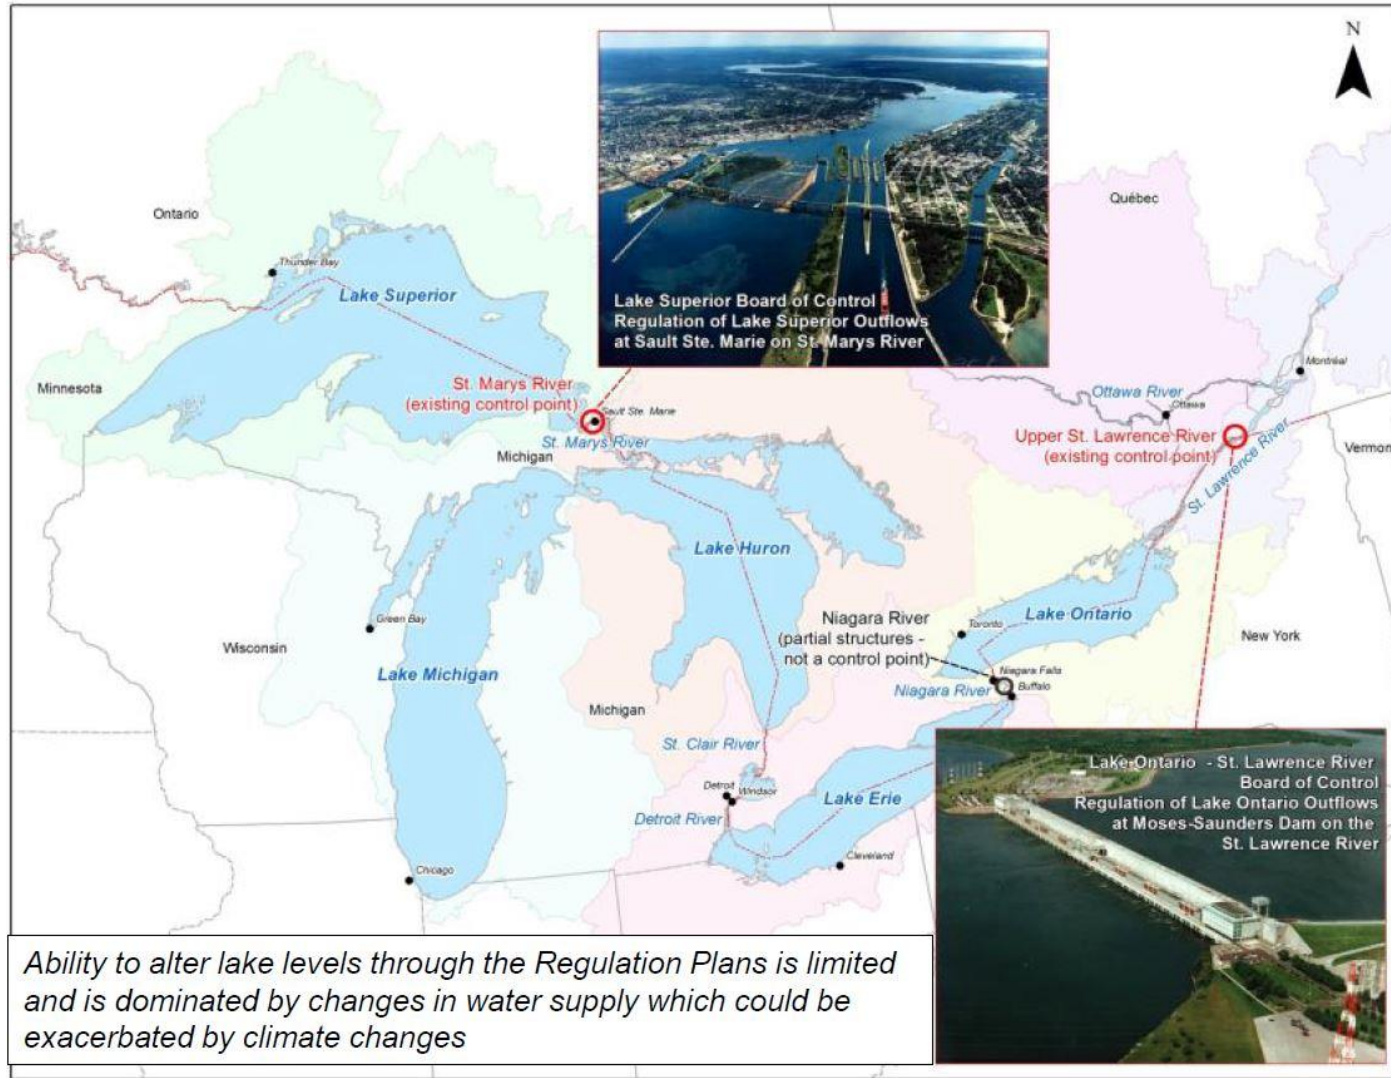 N
Ontario
Québec
Thunder Bay
Lake Superior
Lake Superior Board of Control
Regulation of Lake Superior Outflows
at Sault Ste. Marie on St. Marys River
Minnesota
St. Marys River
(existing control point)
Sault Ste. Marie
St. Marys River
Michigan
Montréal
Ottawa River
Ottawa
Upper St. Lawrence River
(existing control point)
Vermont
St. Lawrence River
Lake Huron
Green Bay
Wisconsin
Lake Michigan
Michigan
Niagara River
(partial structures -
not a control point)
Toronto
Lake Ontario
New York
Niagara Falls
Niagara River
Buffalo
St. Clair River
Detroit
Windsor
Detroit River
Lake Erie
Cleveland
Chicago
Lake Ontario - St. Lawrence River
Board of Control
Regulation of Lake Ontario Outflows
at Moses-Saunders Dam on the
St. Lawrence River
Ability to alter lake levels through the Regulation Plans is limited
and is dominated by changes in water supply which could be
exacerbated by climate changes